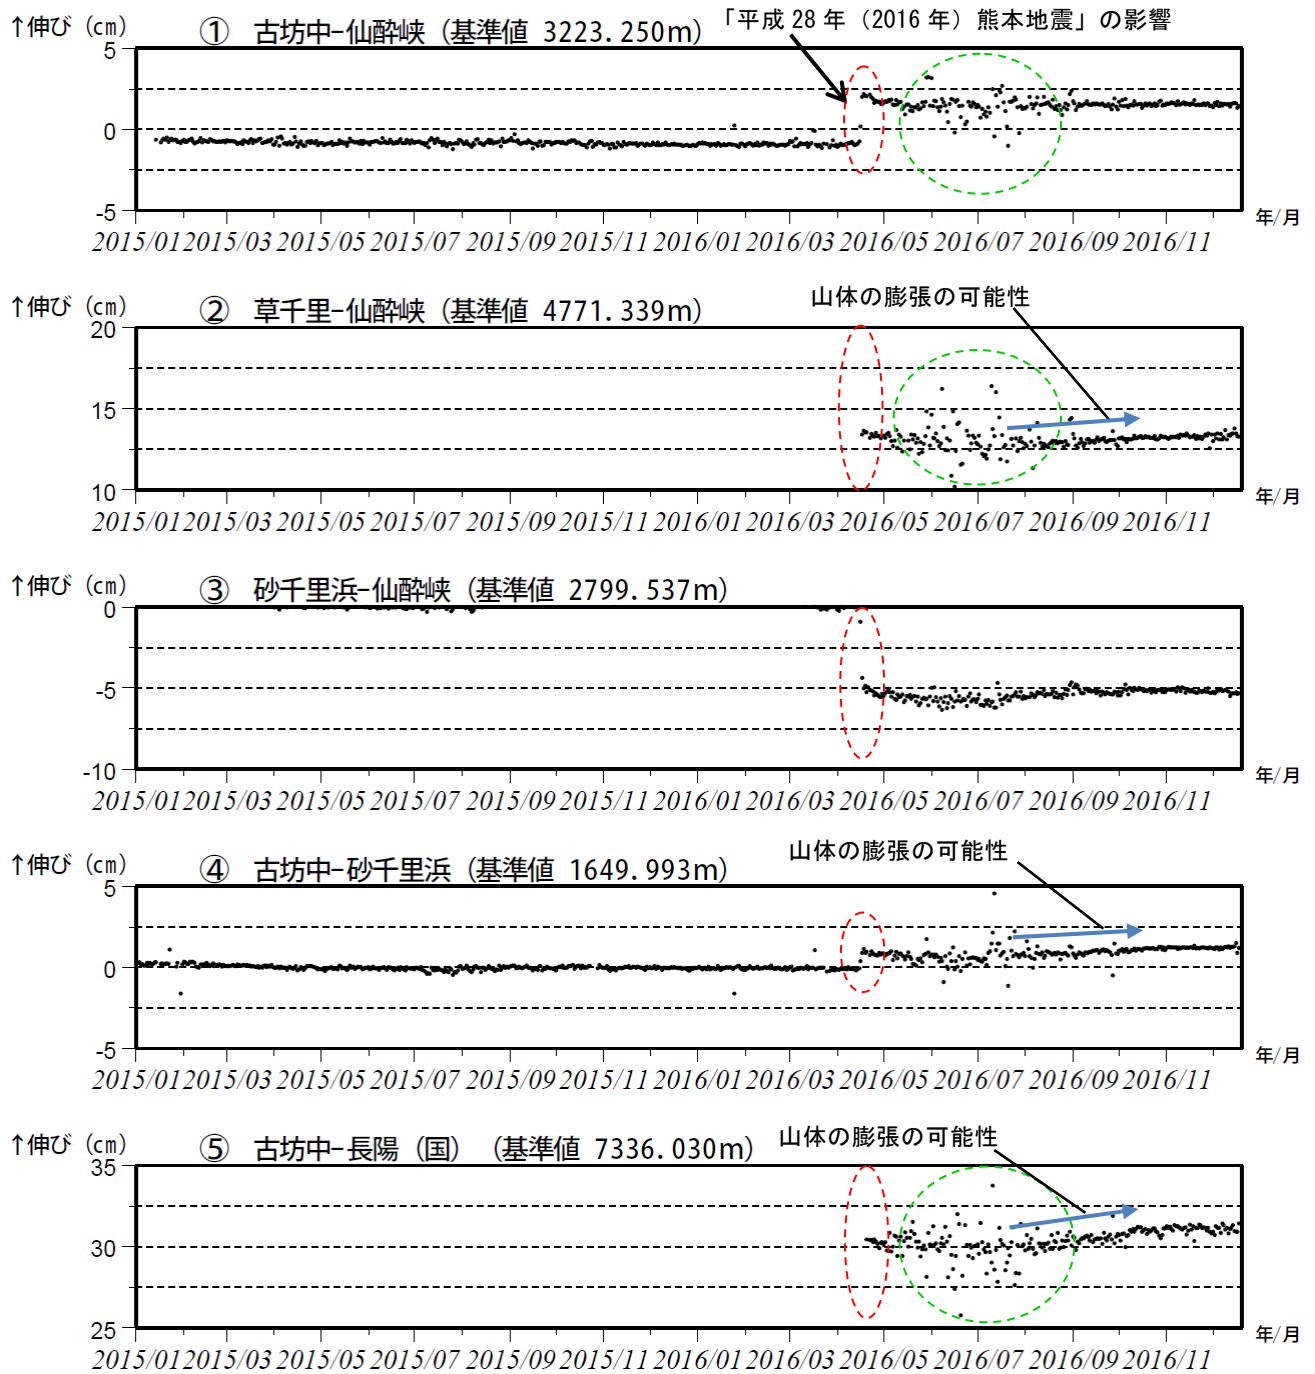 ↑伸び（cm）
① 古坊中−仙酔峡（基準値 3223.250m）
「平成 28 年（2016 年）熊本地震」の影響
5
0
-5
2015/01 2015/03 2015/05 2015/07 2015/09 2015/11 2016/01 2016/03 2016/05 2016/07 2016/09 2016/11
年/月
↑伸び（cm）
② 草千里−仙酔峡（基準値 4771.339m）
山体の膨張の可能性
20
15
10
2015/01 2015/03 2015/05 2015/07 2015/09 2015/11 2016/01 2016/03 2016/05 2016/07 2016/09 2016/11
年/月
↑伸び（cm）
③ 砂千里浜−仙酔峡（基準値 2799.537m）
0
-5
-10
2015/01 2015/03 2015/05 2015/07 2015/09 2015/11 2016/01 2016/03 2016/05 2016/07 2016/09 2016/11
年/月
↑伸び（cm）
④ 古坊中−砂千里浜（基準値 1649.993m）
山体の膨張の可能性
5
0
-5
2015/01 2015/03 2015/05 2015/07 2015/09 2015/11 2016/01 2016/03 2016/05 2016/07 2016/09 2016/11
年/月
↑伸び（cm）
⑤ 古坊中−長陽（国）（基準値 7336.030m）
山体の膨張の可能性
35
30
25
2015/01 2015/03 2015/05 2015/07 2015/09 2015/11 2016/01 2016/03 2016/05 2016/07 2016/09 2016/11
年/月